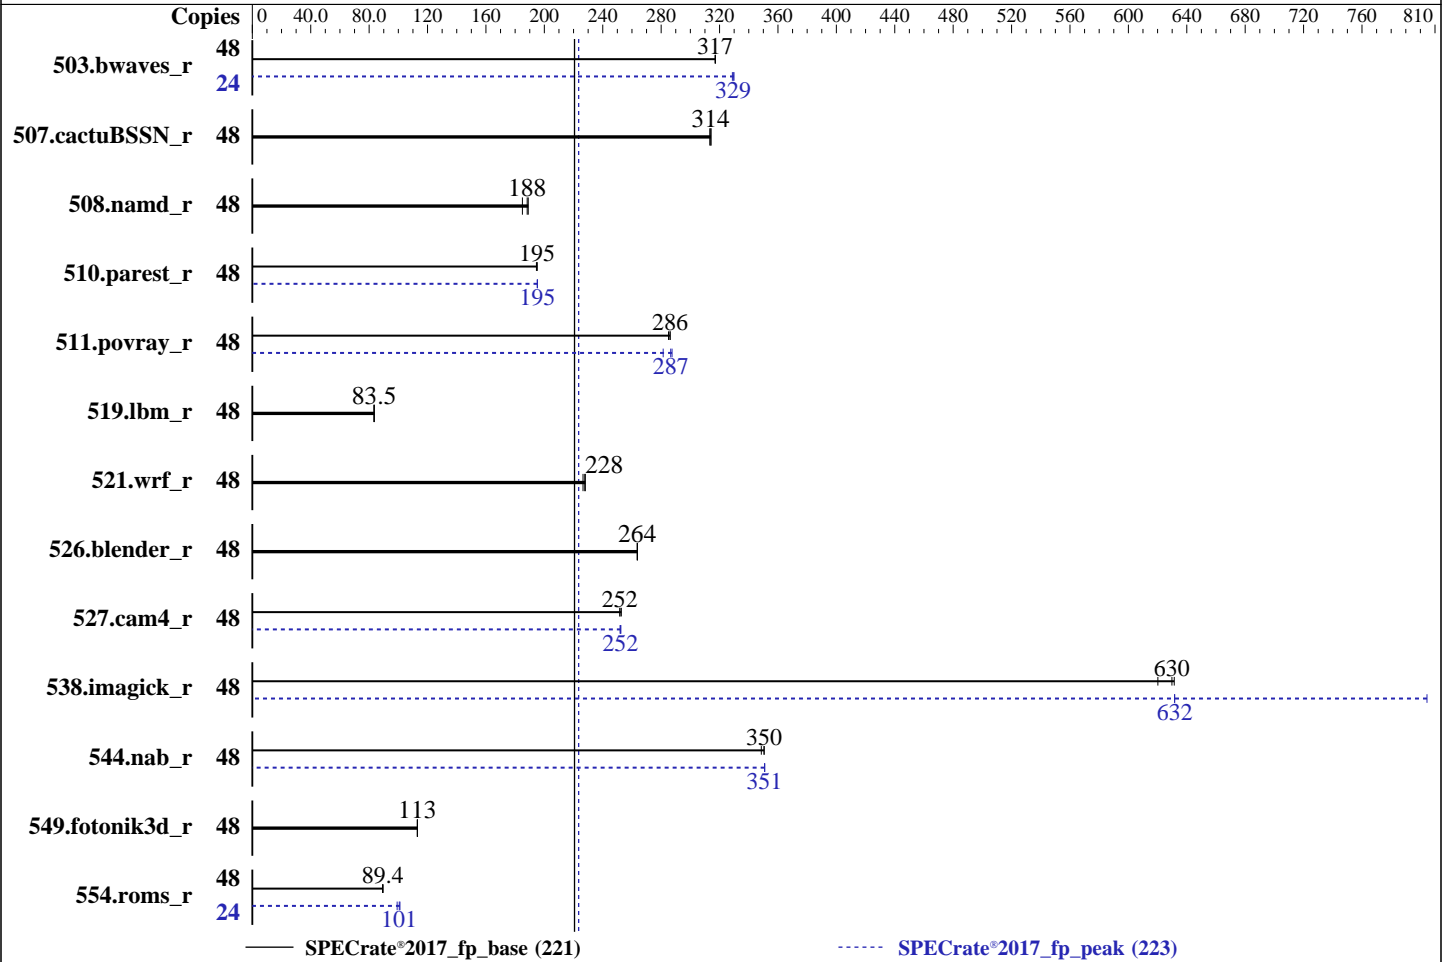 Copies 0 40.0 80.0 120 160 200 240 280 320 360 400 440 480 520 560 600 640 680 720 760 810
503.bwaves_r 48 317
24 329
507.cactuBSSN_r 48 314
508.namd_r 48 188
510.parest_r 48 195
195
511.povray_r 48 286
287
519.lbm_r 48 83.5
521.wrf_r 48 228
526.blender_r 48 264
527.cam4_r 48 252
252
538.imagick_r 48 630
632
544.nab_r 48 350
351
549.fotonik3d_r 48 113
554.roms_r 48 89.4
24 101
SPECrate®2017_fp_base (221) SPECrate®2017_fp_peak (223)